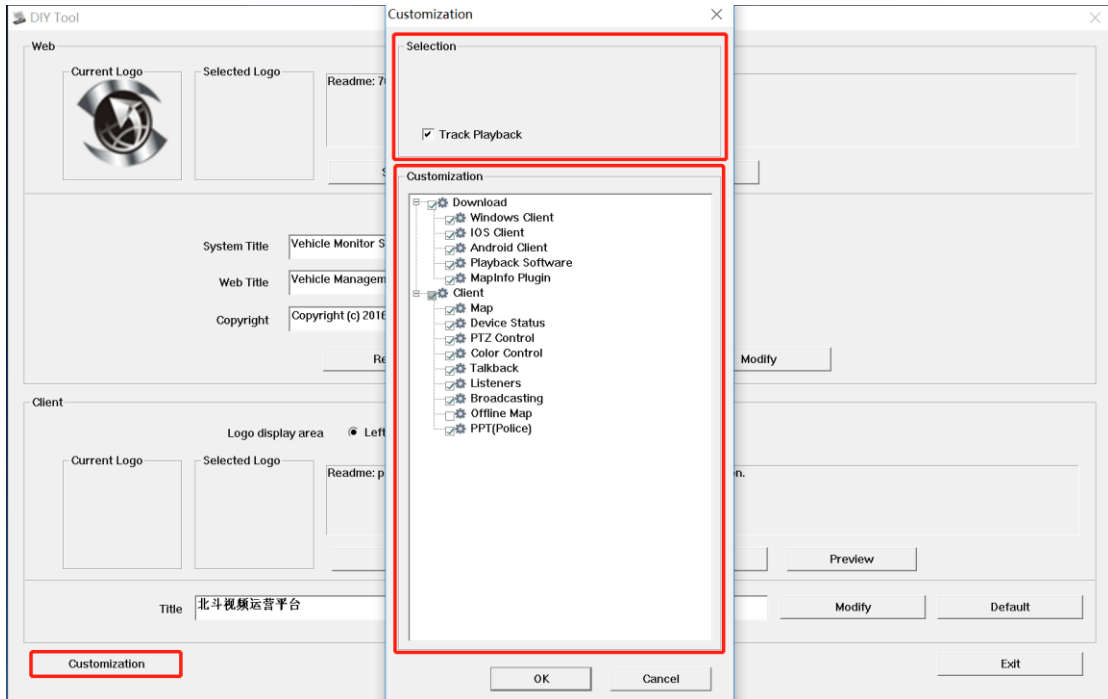 DIY Tool
Web
Current Logo
Selected Logo
Readme:
System Title
Vehicle Monitor
Web Title
Vehicle
Copyright
Copyright (c)
Modify
Client
Logo display area
Left
Current Logo
Selected Logo
Readme:
Preview
Title
北斗视频运营平台
Modify
Default
Customization
Exit
Customization
Selection
Track Playback
Customization
Download
Windows Client
IOS Client
Android Client
Playback Software
MapInfo Plugin
Client
Map
Device Status
PTZ Control
Color Control
Talkback
Listeners
Broadcasting
Offline Map
PPT(Police)
OK
Cancel